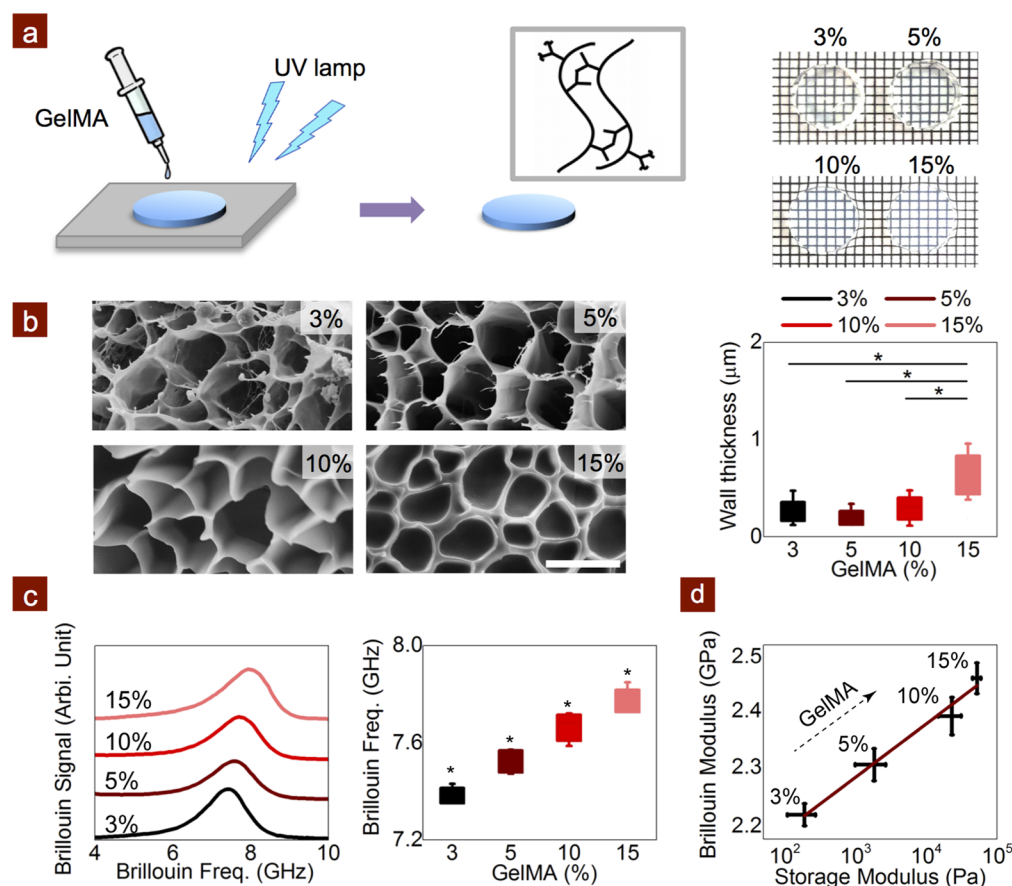 a
GelMA
UV lamp
3% 5%
10% 15%
b
3%
5%
10%
15%
3% 5%
10% 15%
Wall thickness (μm)
2
1
0
* 
*
*
3 5 10 15
GelMA (%)
c
Brillouin Signal (Arbi. Unit)
15%
10%
5%
3%
4 6 8 10
Brillouin Freq. (GHz)
Brillouin Freq. (GHz)
8.0
7.6
7.2
*
*
*
*
3 5 10 15
GelMA (%)
d
Brillouin Modulus (GPa)
2.5
2.4
2.3
2.2
GelMA
15%
10%
5%
3%
10² 10³ 10⁴ 10⁵
Storage Modulus (Pa)